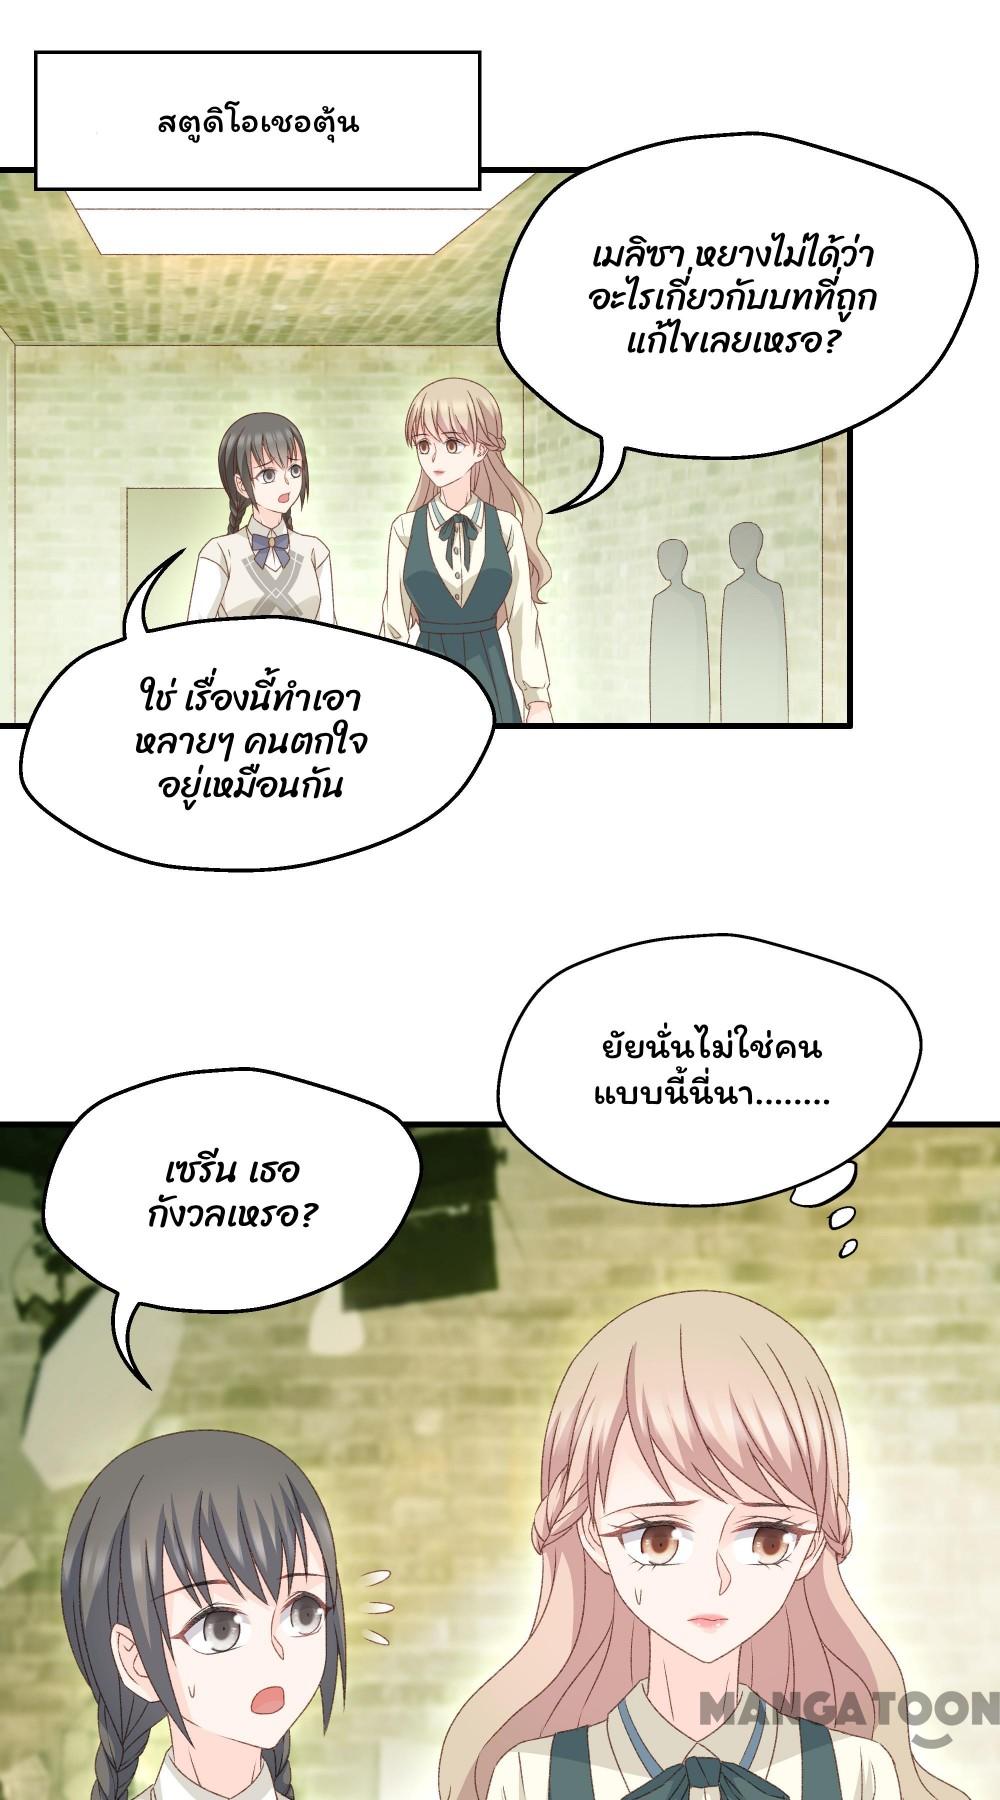 สตูดิโอเชอตุ้น
เมลิซา หยางไม่ได้ว่า
อะไรเกี่ยวกับบทที่ถูก
แก้ไขเลยเหรอ?
ใช่ เรื่องนี้ทำเอา
หลายๆ คนตกใจ
อยู่เหมือนกัน
ยัยนั่นไม่ใช่คน
แบบนี้นี่นา........
เซรีน เธอ
กังวลเหรอ?
MANGATOON